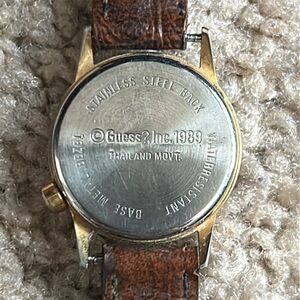 STAINLESS STEEL BACK
WATER RESISTANT
BASE METAL
© Guess?, Inc. 1989
THAILAND MOVT.